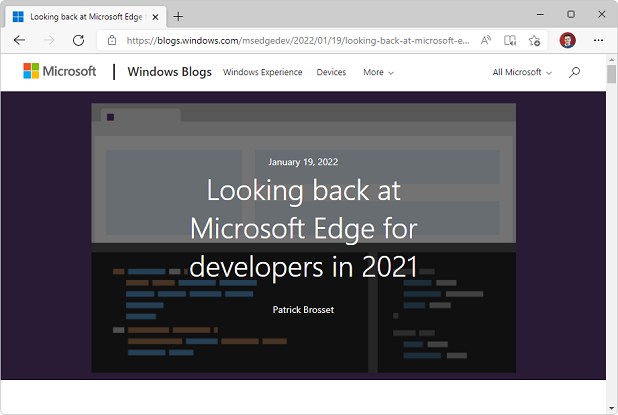 Looking back at Microsoft Edge
https://blogs.windows.com/msedgedev/2022/01/19/looking-back-at-microsoft-e...
Microsoft Windows Blogs Windows Experience Devices More All Microsoft
January 19, 2022
Looking back at
Microsoft Edge for
developers in 2021
Patrick Brosset